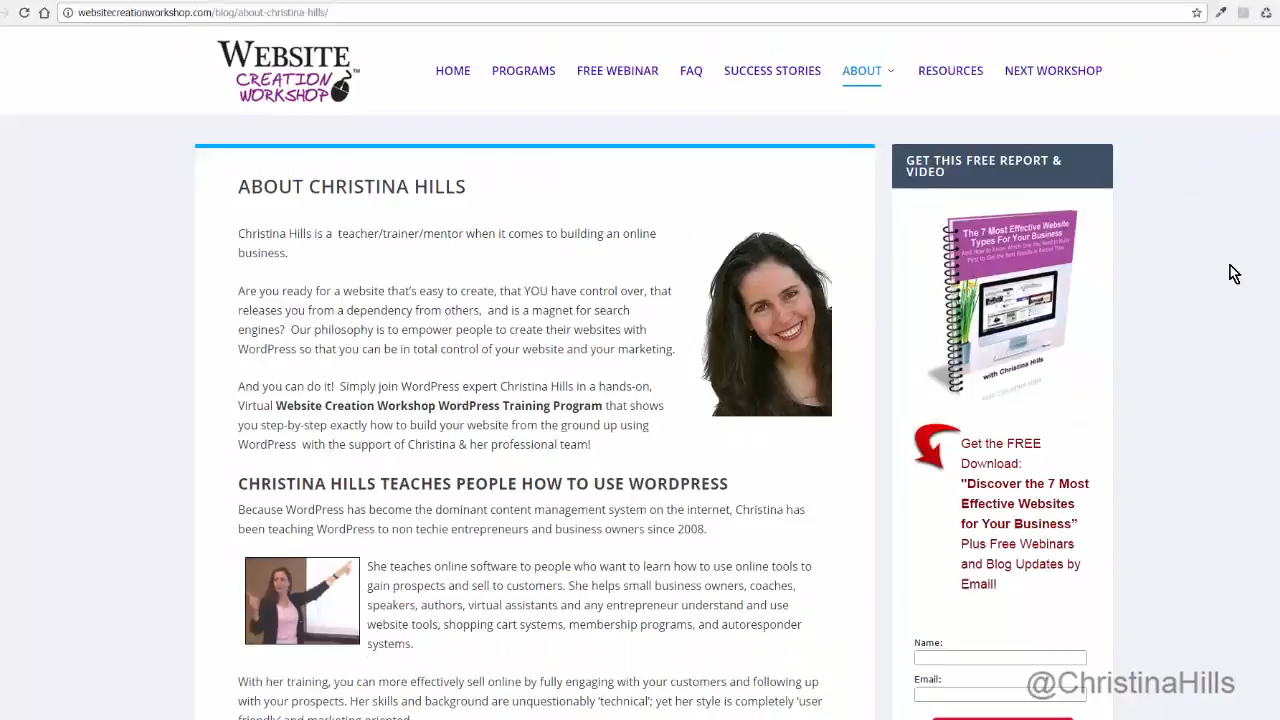 websitecreationworkshop.com/blog/about-christina-hills/
WEBSITE
CREATION
WORKSHOP™
HOME PROGRAMS FREE WEBINAR FAQ SUCCESS STORIES ABOUT RESOURCES NEXT WORKSHOP
ABOUT CHRISTINA HILLS
Christina Hills is a teacher/trainer/mentor when it comes to building an online
business.
Are you ready for a website that's easy to create, that YOU have control over, that
releases you from a dependency from others, and is a magnet for search
engines? Our philosophy is to empower people to create their websites with
WordPress so that you can be in total control of your website and your marketing.
And you can do it! Simply join WordPress expert Christina Hills in a hands-on,
Virtual Website Creation Workshop WordPress Training Program that shows
you step-by-step exactly how to build your website from the ground up using
WordPress with the support of Christina & her professional team!
CHRISTINA HILLS TEACHES PEOPLE HOW TO USE WORDPRESS
Because WordPress has become the dominant content management system on the internet, Christina has
been teaching WordPress to non techie entrepreneurs and business owners since 2008.
She teaches online software to people who want to learn how to use online tools to
gain prospects and sell to customers. She helps small business owners, coaches,
speakers, authors, virtual assistants and any entrepreneur understand and use
website tools, shopping cart systems, membership programs, and autoresponder
systems.
With her training, you can more effectively sell online by fully engaging with your customers and following up
with your prospects. Her skills and background are unquestionably 'technical'; yet her style is completely 'user
friendly' and marketing oriented.
GET THIS FREE REPORT &
VIDEO
The 7 Most Effective Website
Types For Your Business
with Christina Hills
Get the FREE
Download:
"Discover the 7 Most
Effective Websites
for Your Business”
Plus Free Webinars
and Blog Updates by
Email!
Name:
Email:
@ChristinaHills